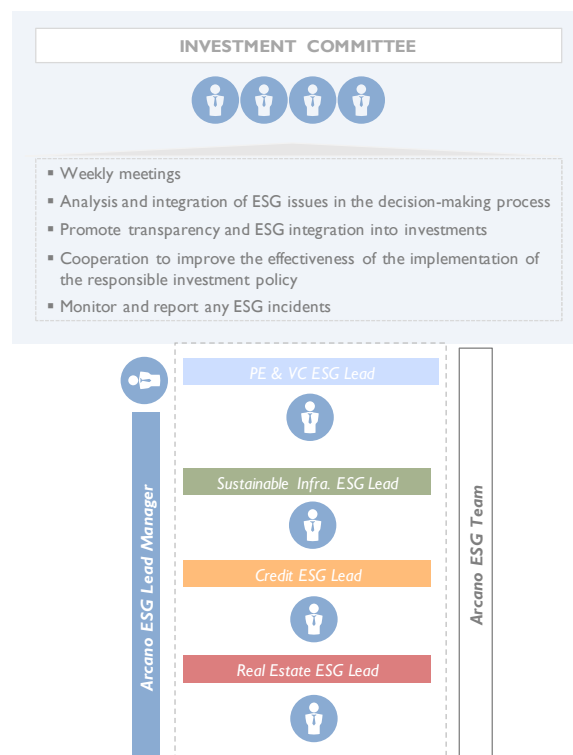 INVESTMENT COMMITTEE
▪ Weekly meetings
▪ Analysis and integration of ESG issues in the decision-making process
▪ Promote transparency and ESG integration into investments
▪ Cooperation to improve the effectiveness of the implementation of
the responsible investment policy
▪ Monitor and report any ESG incidents
PE & VC ESG Lead
Sustainable Infra. ESG Lead
Credit ESG Lead
Real Estate ESG Lead
Arcano ESG Lead Manager
Arcano ESG Team